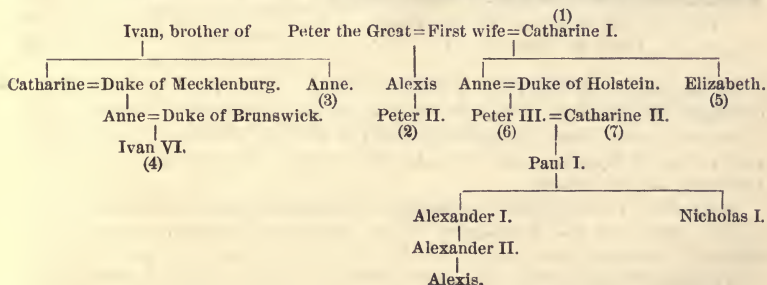 (1)
Ivan, brother of Peter the Great=First wife=Catharine I.
Catharine=Duke of Mecklenburg. Anne. Alexis Anne=Duke of Holstein. Elizabeth.
(3) (5)
Anne=Duke of Brunswick. Peter II. Peter III.=Catharine II.
(2) (6) (7)
Ivan VI.
(4)
Paul I.
Alexander I. Nicholas I.
Alexander II.
Alexis.